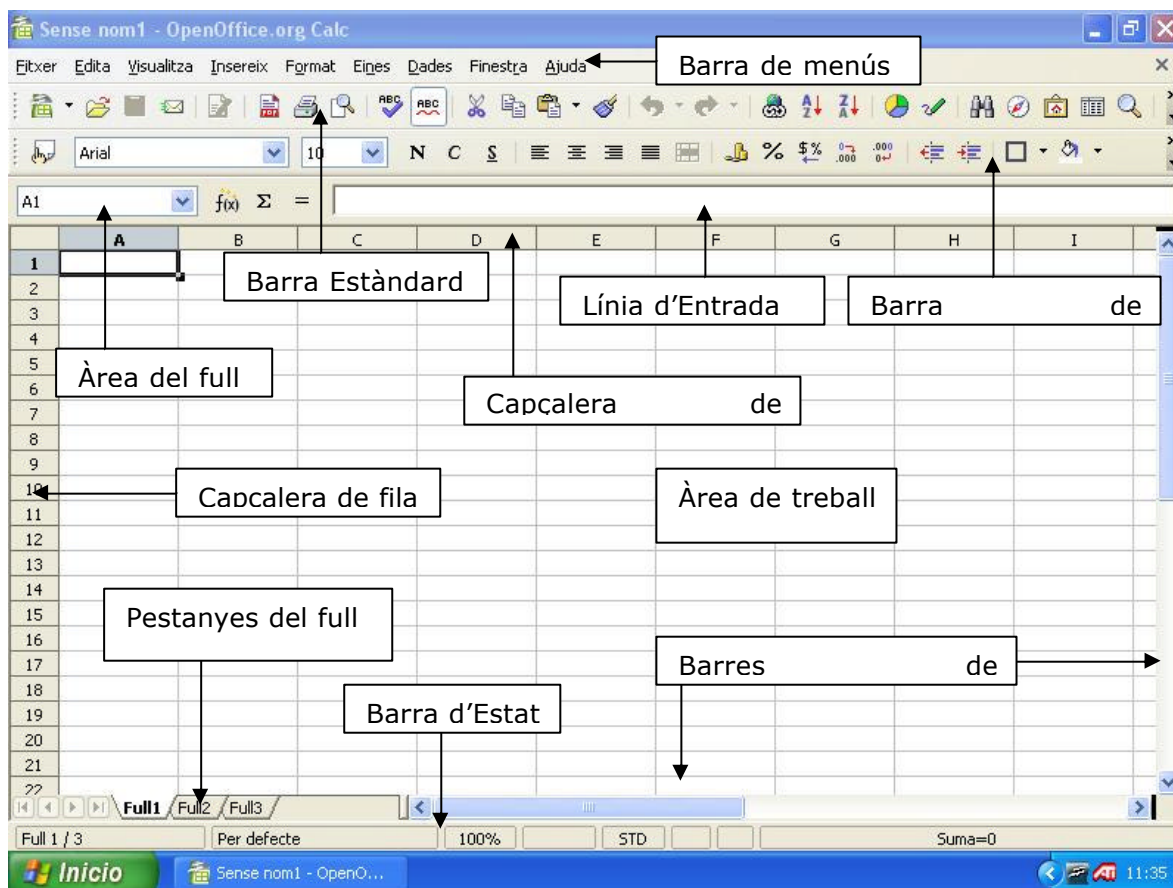 Sense nom1 - OpenOffice.org Calc
Fitxer Edita Visualitza Insereix Format Eines Dades Finestra Ajuda
Barra de menús
ABC ABC
Arial 10 N C S
A1 f(x) Σ =
A B C D E F G H I
Barra Estàndard
Línia d'Entrada
Barra de
Àrea del full
Capçalera de
Capçalera de fila
Àrea de treball
Pestanyes del full
Barres de
Barra d'Estat
1
2
3
4
5
6
7
8
9
10
11
12
13
14
15
16
17
18
19
20
21
22
Full1 Full2 Full3
Full 1 / 3 Per defecte 100% STD Suma=0
Inicio Sense nom1 - OpenO... ATI 11:35